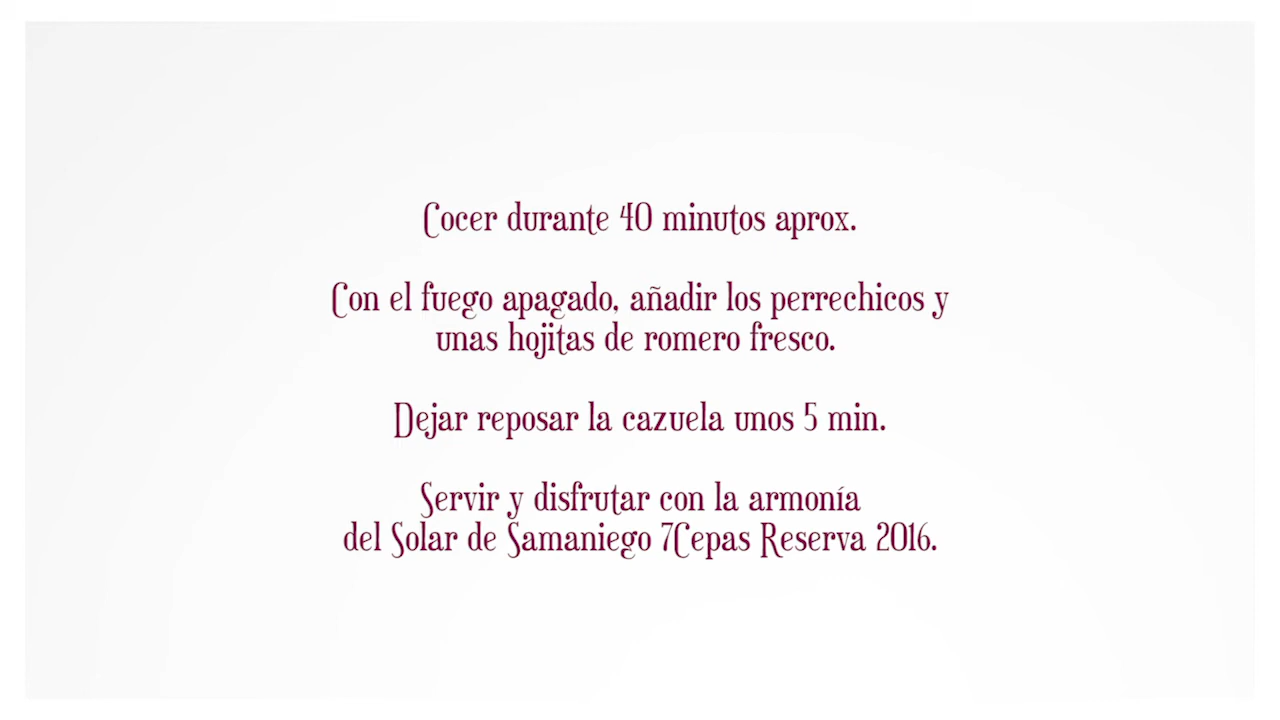 Cocer durante 40 minutos aprox.
Con el fuego apagado, añadir los perrechicos y
unas hojitas de romero fresco.
Dejar reposar la cazuela unos 5 min.
Servir y disfrutar con la armonía
del Solar de Samaniego 7Cepas Reserva 2016.